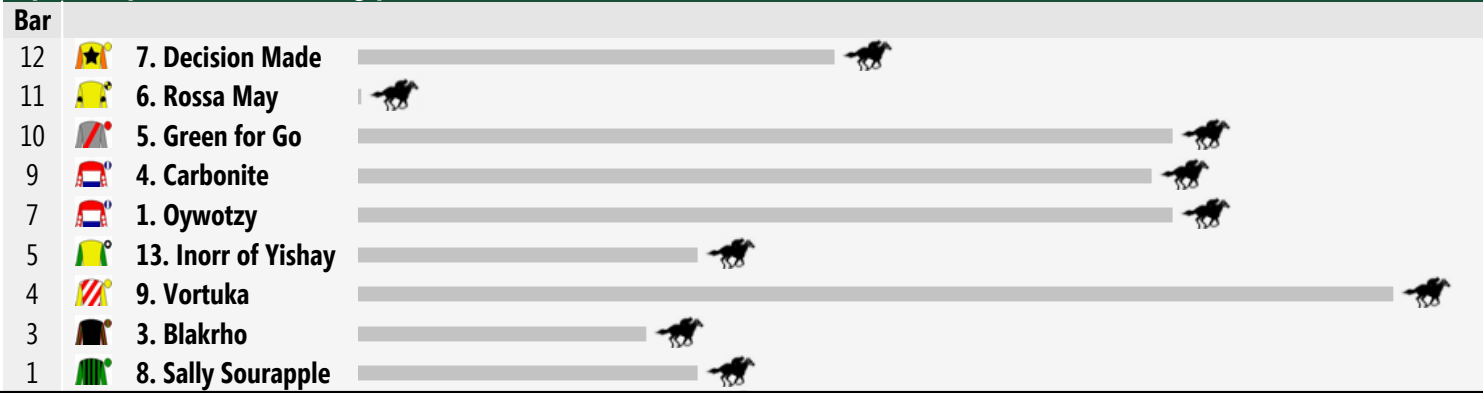 Bar
12 7. Decision Made
11 6. Rossa May
10 5. Green for Go
9 4. Carbonite
7 1. Oywotzy
5 13. Inorr of Yishay
4 9. Vortuka
3 3. Blakrho
1 8. Sally Sourapple